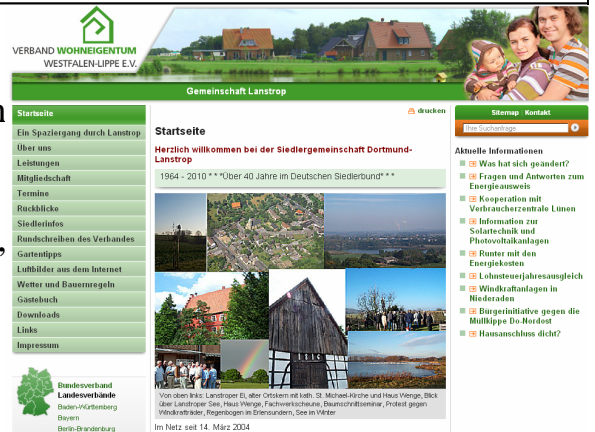 VERBAND WOHNEIGENTUM
WESTFALEN-LIPPE E.V.
Gemeinschaft Lanstrop
Startseite
Ein Spaziergang durch Lanstrop
Über uns
Leistungen
Mitgliedschaft
Termine
Rückblicke
Siedlerinfos
Rundschreiben des Verbandes
Gartentipps
Luftbilder aus dem Internet
Wetter und Bauernregeln
Gästebuch
Downloads
Links
Impressum
Bundesverband
Landesverbände
Baden-Württemberg
Bayern
Berlin-Brandenburg
drucken
Startseite
Herzlich willkommen bei der Siedlergemeinschaft Dortmund-
Lanstrop
1964 - 2010 * * *Über 40 Jahre im Deutschen Siedlerbund* * *
Von oben links: Lanstroper Ei, alter Ortskern mit kath. St. Michael-Kirche und Haus Wenge, Blick
über Lanstroper See, Haus Wenge, Fachwerkscheune, Baumschnittseminar, Protest gegen
Windkrafträder, Regenbogen im Erlensundern, See im Winter
Im Netz seit 14. März 2004
Sitemap Kontakt
Ihre Suchanfrage
Aktuelle Informationen
Was hat sich geändert?
Fragen und Antworten zum
Energieausweis
Kooperation mit
Verbraucherzentrale Lünen
Information zur
Solartechnik und
Photovoltaikanlagen
Runter mit den
Energiekosten
Lohnsteuerjahresausgleich
Windkraftanlagen in
Niederaden
Bürgerinitiative gegen die
Müllkippe Do-Nordost
Hausanschluss dicht?